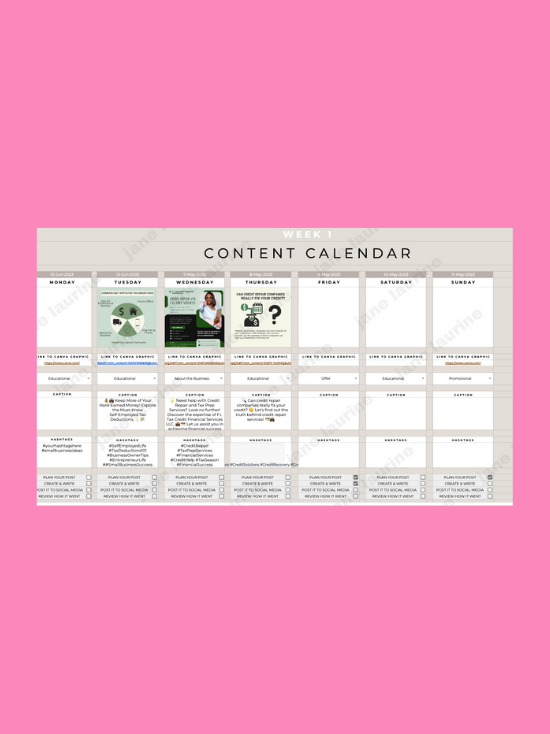 WEEK 1
CONTENT CALENDAR
MONDAY
TUESDAY
WEDNESDAY
THURSDAY
FRIDAY
SATURDAY
SUNDAY
CAN CREDIT REPAIR COMPANIES
REALLY FIX YOUR CREDIT?
LINK TO CANVA GRAPHIC
LINK TO CANVA GRAPHIC
LINK TO CANVA GRAPHIC
LINK TO CANVA GRAPHIC
LINK TO CANVA GRAPHIC
LINK TO CANVA GRAPHIC
Educational
Educational
About the Business
Educational
Offer
Educational
Promotional
CAPTION
CAPTION
CAPTION
CAPTION
CAPTION
CAPTION
CAPTION
Keep More of Your
Hard-Earned Money! Explore
the Must-Know
Self-Employed Tax
Deductions.
Need help with Credit
Repair and Tax Prep
Services? Look no further!
Discover the expertise of P.I.
Tax Credit Financial Services
LLC. Let us assist you in
achieving financial success
Can credit repair
companies really fix your
credit? Let's find out the
truth behind credit repair
services!
HASHTAGS
HASHTAGS
HASHTAGS
HASHTAGS
HASHTAGS
HASHTAGS
HASHTAGS
#yourhashtagshere
#smallbusinessideas
#SelfEmployedLife
#TaxDeductions101
#BusinessOwnerTips
#EntrepreneurLife
##SmallBusinessSuccess
#CreditRepair
#TaxPrepServices
#FinancialServices
#CreditHelp #TaxSeason
#FinancialSuccess
#CreditSolutions #CreditRecovery
PLAN YOUR POST
PLAN YOUR POST
PLAN YOUR POST
PLAN YOUR POST
PLAN YOUR POST
PLAN YOUR POST
PLAN YOUR POST
CREATE & WRITE
CREATE & WRITE
CREATE & WRITE
CREATE & WRITE
CREATE & WRITE
CREATE & WRITE
CREATE & WRITE
POST IT TO SOCIAL MEDIA
POST IT TO SOCIAL MEDIA
POST IT TO SOCIAL MEDIA
POST IT TO SOCIAL MEDIA
POST IT TO SOCIAL MEDIA
POST IT TO SOCIAL MEDIA
POST IT TO SOCIAL MEDIA
REVIEW HOW IT WENT
REVIEW HOW IT WENT
REVIEW HOW IT WENT
REVIEW HOW IT WENT
REVIEW HOW IT WENT
REVIEW HOW IT WENT
REVIEW HOW IT WENT
jane laurine